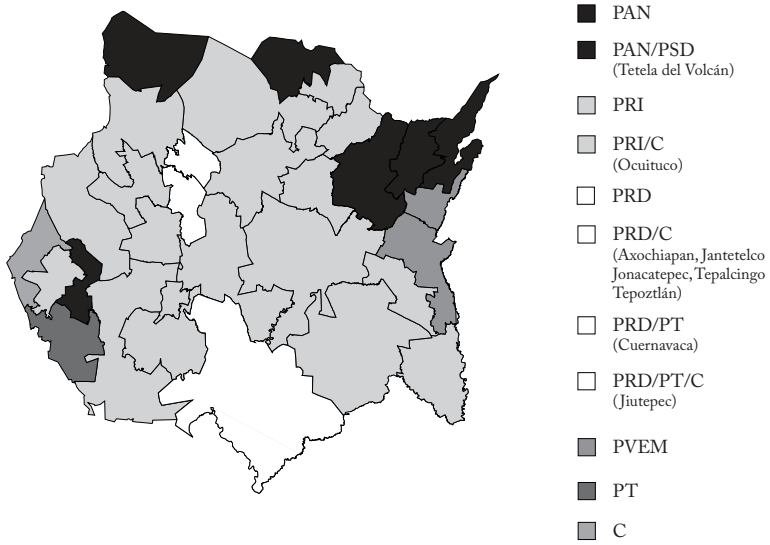 PAN
PAN/PSD
(Tetela del Volcán)
PRI
PRI/C
(Ocuituco)
PRD
PRD/C
(Axochiapan, Jantetelco
Jonacatepec, Tepalcingo
Tepoztlán)
PRD/PT
(Cuernavaca)
PRD/PT/C
(Jiutepec)
PVEM
PT
C